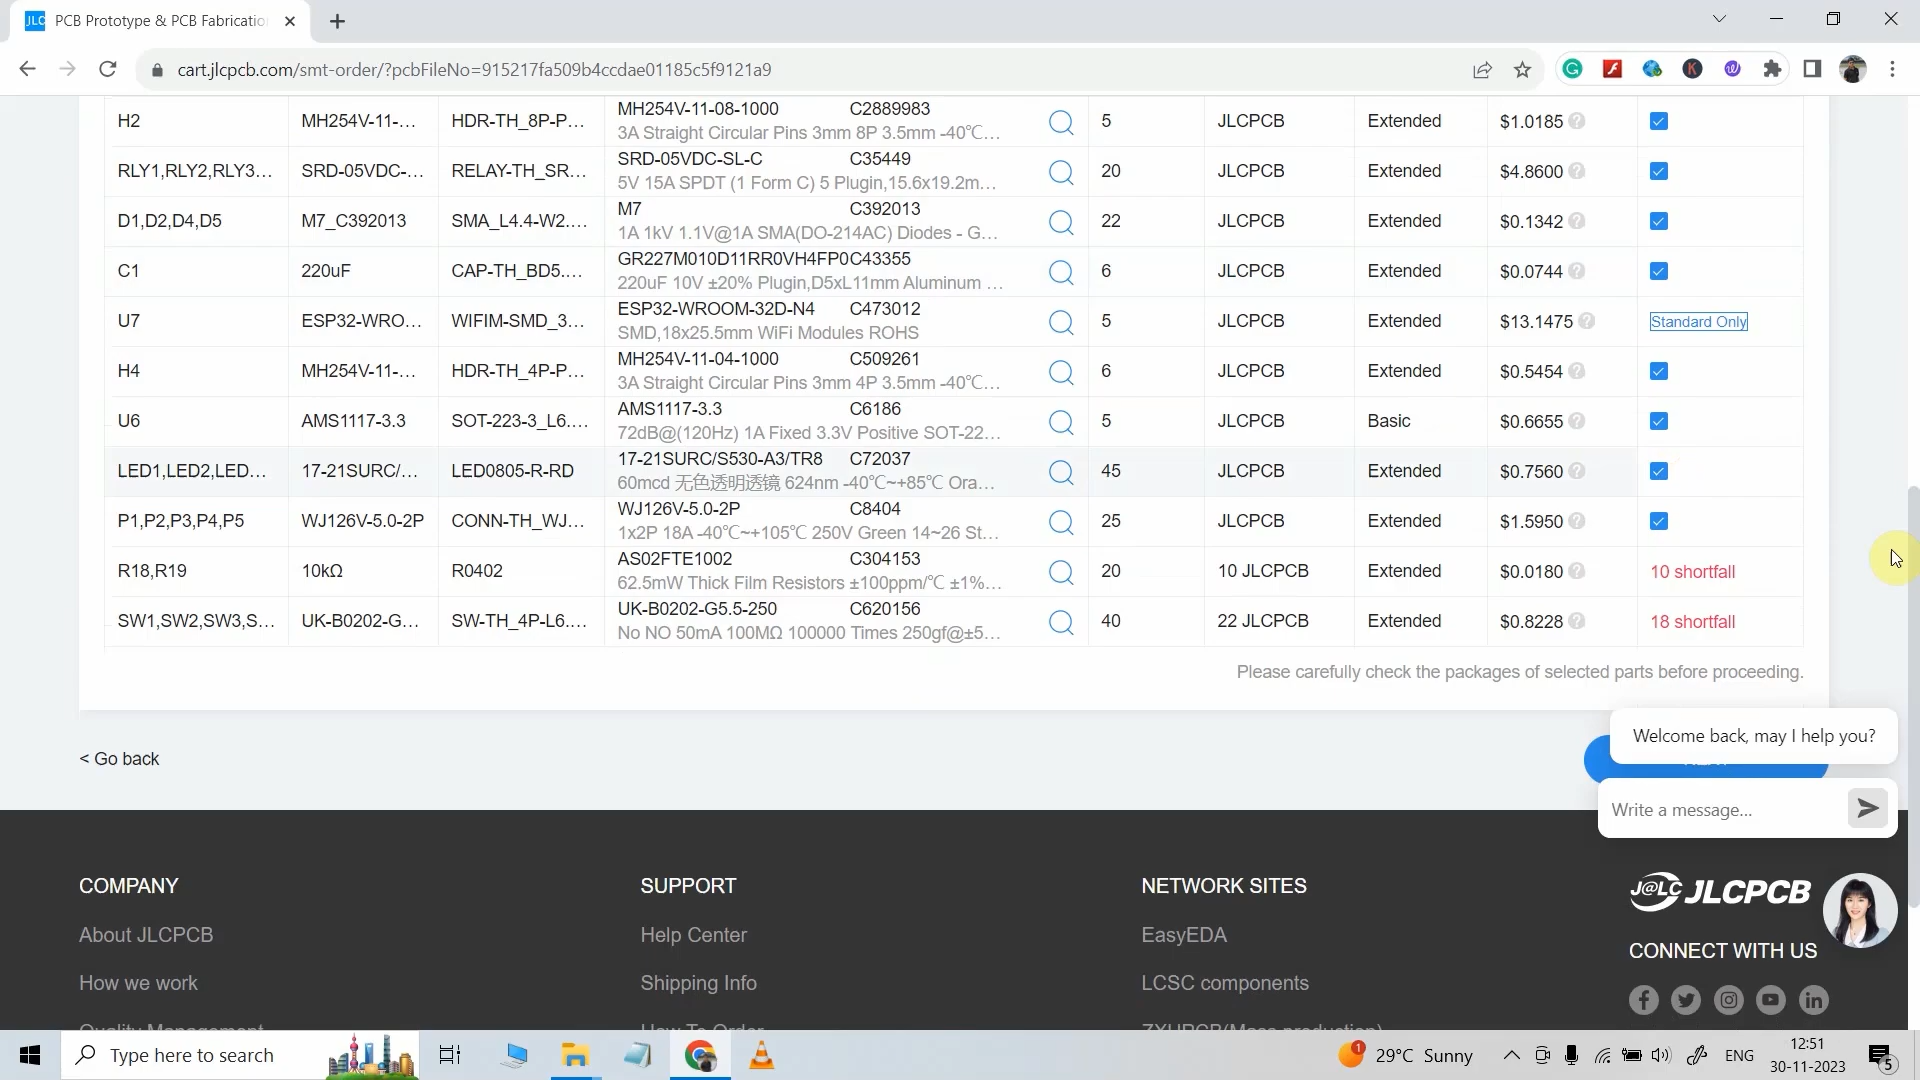 JLC PCB Prototype & PCB Fabricatio
cart.jlcpcb.com/smt-order/?pcbFileNo=915217fa509b4ccdae01185c5f9121a9
H2 MH254V-11-... HDR-TH_8P-P... MH254V-11-08-1000 C2889983 5 JLCPCB Extended $1.0185
3A Straight Circular Pins 3mm 8P 3.5mm -40℃...
RLY1,RLY2,RLY3... SRD-05VDC-... RELAY-TH_SR... SRD-05VDC-SL-C C35449 20 JLCPCB Extended $4.8600
5V 15A SPDT (1 Form C) 5 Plugin,15.6x19.2m...
D1,D2,D4,D5 M7_C392013 SMA_L4.4-W2.... M7 C392013 22 JLCPCB Extended $0.1342
1A 1kV 1.1V@1A SMA(DO-214AC) Diodes - G...
C1 220uF CAP-TH_BD5.... GR227M010D11RR0VH4FP0C43355 6 JLCPCB Extended $0.0744
220uF 10V ±20% Plugin,D5xL11mm Aluminum ...
U7 ESP32-WRO... WIFIM-SMD_3... ESP32-WROOM-32D-N4 C473012 5 JLCPCB Extended $13.1475 Standard Only
SMD,18x25.5mm WiFi Modules ROHS
H4 MH254V-11-... HDR-TH_4P-P... MH254V-11-04-1000 C509261 6 JLCPCB Extended $0.5454
3A Straight Circular Pins 3mm 4P 3.5mm -40℃...
U6 AMS1117-3.3 SOT-223-3_L6.... AMS1117-3.3 C6186 5 JLCPCB Basic $0.6655
72dB@(120Hz) 1A Fixed 3.3V Positive SOT-22...
LED1,LED2,LED... 17-21SURC/... LED0805-R-RD 17-21SURC/S530-A3/TR8 C72037 45 JLCPCB Extended $0.7560
60mcd 无色透明透镜 624nm -40℃~+85℃ Ora...
P1,P2,P3,P4,P5 WJ126V-5.0-2P CONN-TH_WJ... WJ126V-5.0-2P C8404 25 JLCPCB Extended $1.5950
1x2P 18A -40℃~+105℃ 250V Green 14~26 St...
R18,R19 10kΩ R0402 AS02FTE1002 C304153 20 10 JLCPCB Extended $0.0180 10 shortfall
62.5mW Thick Film Resistors ±100ppm/℃ ±1%...
SW1,SW2,SW3,S... UK-B0202-G... SW-TH_4P-L6.... UK-B0202-G5.5-250 C620156 40 22 JLCPCB Extended $0.8228 18 shortfall
No NO 50mA 100MΩ 100000 Times 250gf@±5...
Please carefully check the packages of selected parts before proceeding.
< Go back
Welcome back, may I help you?
Write a message...
COMPANY SUPPORT NETWORK SITES J@LC JLCPCB
About JLCPCB Help Center EasyEDA CONNECT WITH US
How we work Shipping Info LCSC components
Quality Management How To Order ZXHPCB(Mass production)
Type here to search
1 29°C Sunny ENG 12:51
30-11-2023 5